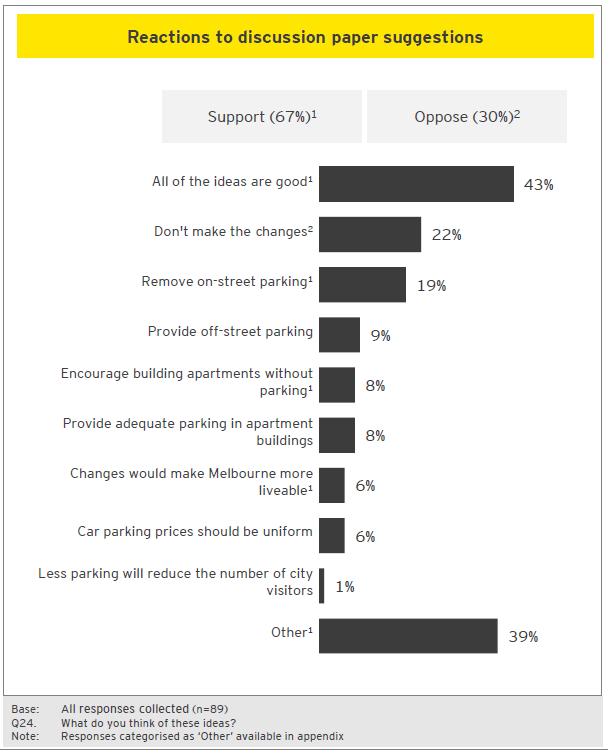 Reactions to discussion paper suggestions
Support (67%)¹
Oppose (30%)²
All of the ideas are good¹
43%
Don't make the changes²
22%
Remove on-street parking¹
19%
Provide off-street parking
9%
Encourage building apartments without
parking¹
8%
Provide adequate parking in apartment
buildings
8%
Changes would make Melbourne more
liveable¹
6%
Car parking prices should be uniform
6%
Less parking will reduce the number of city
visitors
1%
Other¹
39%
Base: All responses collected (n=89)
Q24. What do you think of these ideas?
Note: Responses categorised as ‘Other’ available in appendix